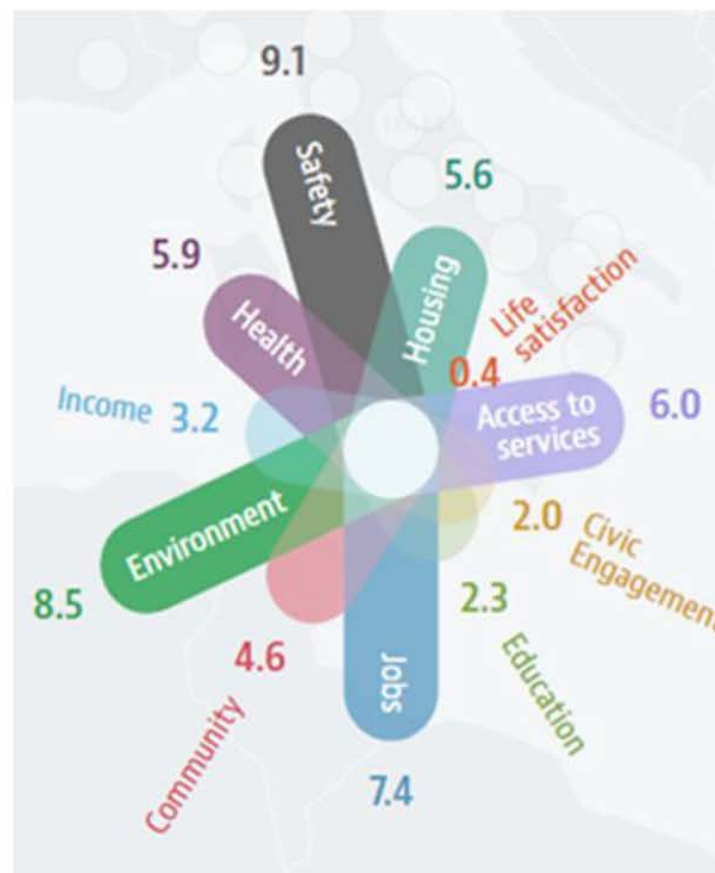 9.1
Safety
5.6
Housing
5.9
Health
Life
satisfaction
0.4
Income 3.2
Access to
services
6.0
Environment
8.5
2.0
Civic
Engagement
2.3
Education
4.6
Community
Jobs
7.4